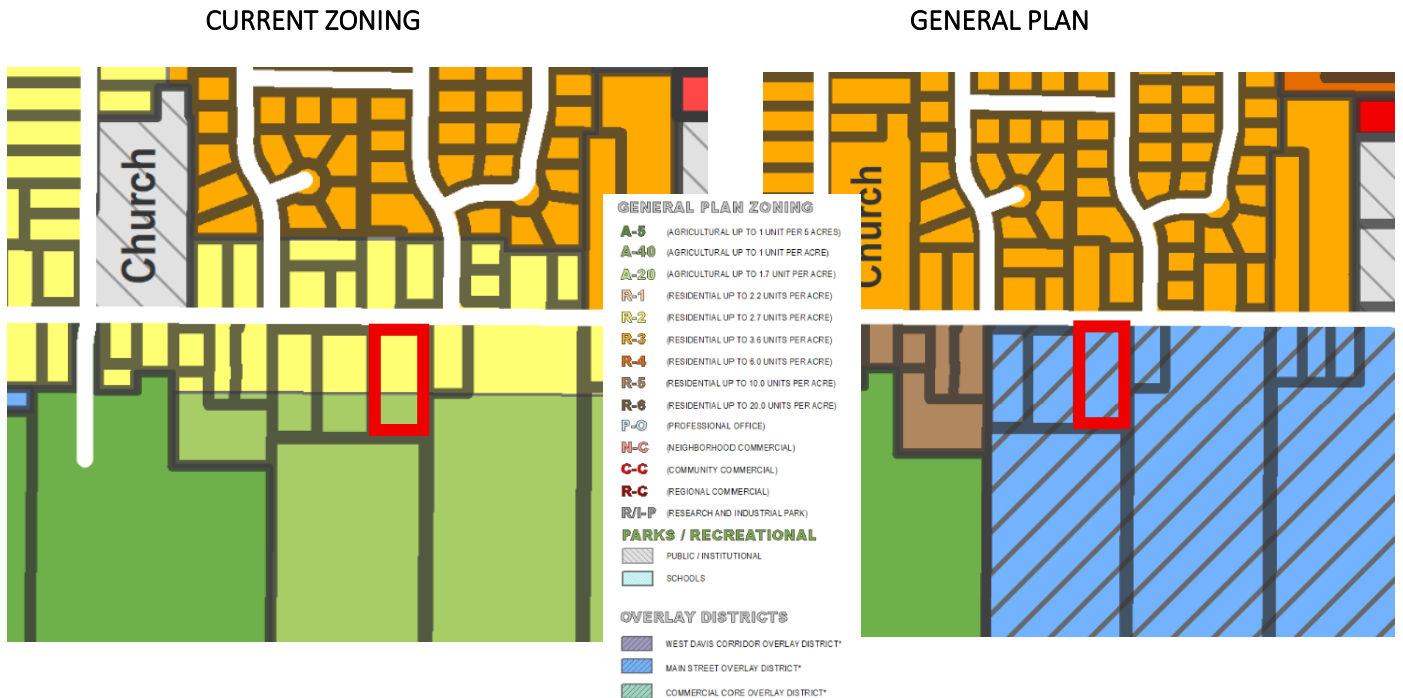 CURRENT ZONING
GENERAL PLAN
Church
Church
GENERAL PLAN ZONING
A-5 (AGRICULTURAL UP TO 1 UNIT PER 5 ACRES)
A-40 (AGRICULTURAL UP TO 1 UNIT PER ACRE)
A-20 (AGRICULTURAL UP TO 1.7 UNIT PER ACRE)
R-1 (RESIDENTIAL UP TO 2.2 UNITS PER ACRE)
R-2 (RESIDENTIAL UP TO 2.7 UNITS PER ACRE)
R-3 (RESIDENTIAL UP TO 3.6 UNITS PER ACRE)
R-4 (RESIDENTIAL UP TO 6.0 UNITS PER ACRE)
R-5 (RESIDENTIAL UP TO 10.0 UNITS PER ACRE)
R-6 (RESIDENTIAL UP TO 20.0 UNITS PER ACRE)
P-O (PROFESSIONAL OFFICE)
N-C (NEIGHBORHOOD COMMERCIAL)
C-C (COMMUNITY COMMERCIAL)
R-C (REGIONAL COMMERCIAL)
R/I-P (RESEARCH AND INDUSTRIAL PARK)
PARKS / RECREATIONAL
PUBLIC / INSTITUTIONAL
SCHOOLS
OVERLAY DISTRICTS
WEST DAVIS CORRIDOR OVERLAY DISTRICT*
MAIN STREET OVERLAY DISTRICT*
COMMERCIAL CORE OVERLAY DISTRICT*